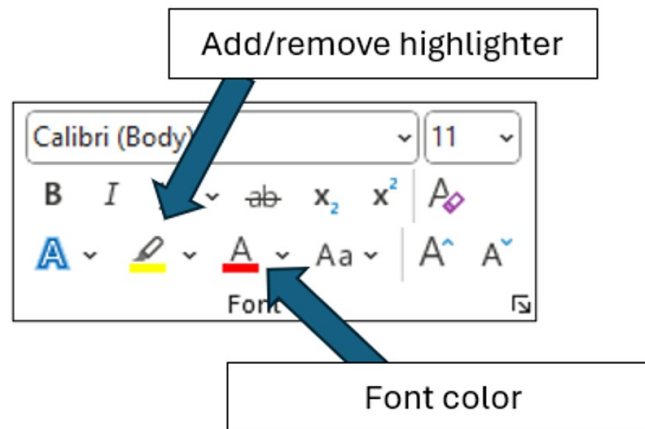 Add/remove highlighter
Calibri (Body) 11
B I ab x₂ x² A
A A Aa A A
Font
Font color